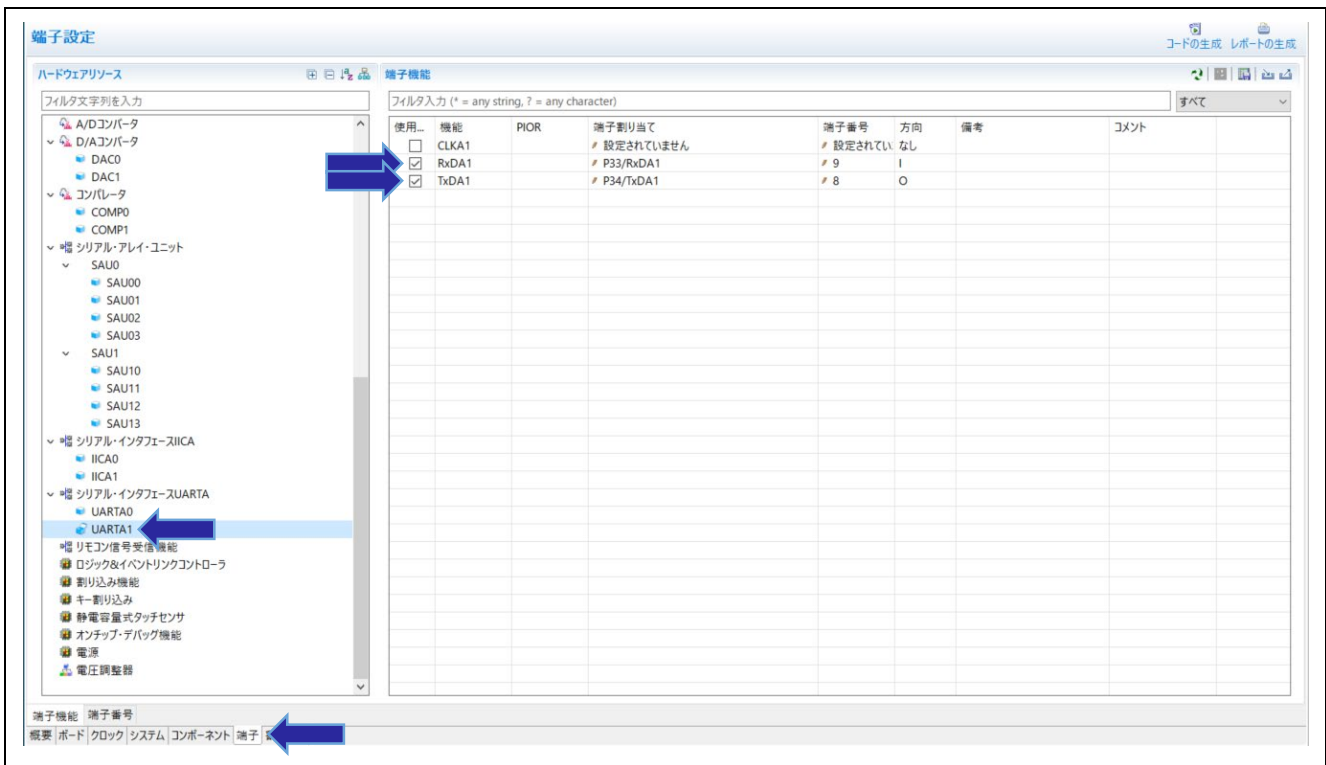 端子設定
コードの生成 レポートの生成
ハードウェアリソース
端子機能
フィルタ文字列を入力
フィルタ入力 (* = any string, ? = any character)
すべて
使用... 機能 PIOR 端子割り当て 端子番号 方向 備考 コメント
CLKA1 設定されていません 設定されてい なし
RxDA1 P33/RxDA1 9 I
TxDA1 P34/TxDA1 8 O
A/Dコンバータ
D/Aコンバータ
DAC0
DAC1
コンパレータ
COMP0
COMP1
シリアル・アレイ・ユニット
SAU0
SAU00
SAU01
SAU02
SAU03
SAU1
SAU10
SAU11
SAU12
SAU13
シリアル・インタフェースIICA
IICA0
IICA1
シリアル・インタフェースUARTA
UARTA0
UARTA1
リモコン信号受信機能
ロジック&イベントリンクコントローラ
割り込み機能
キー割り込み
静電容量式タッチセンサ
オンチップ・デバッグ機能
電源
電圧調整器
端子機能 端子番号
概要 ボード クロック システム コンポーネント 端子